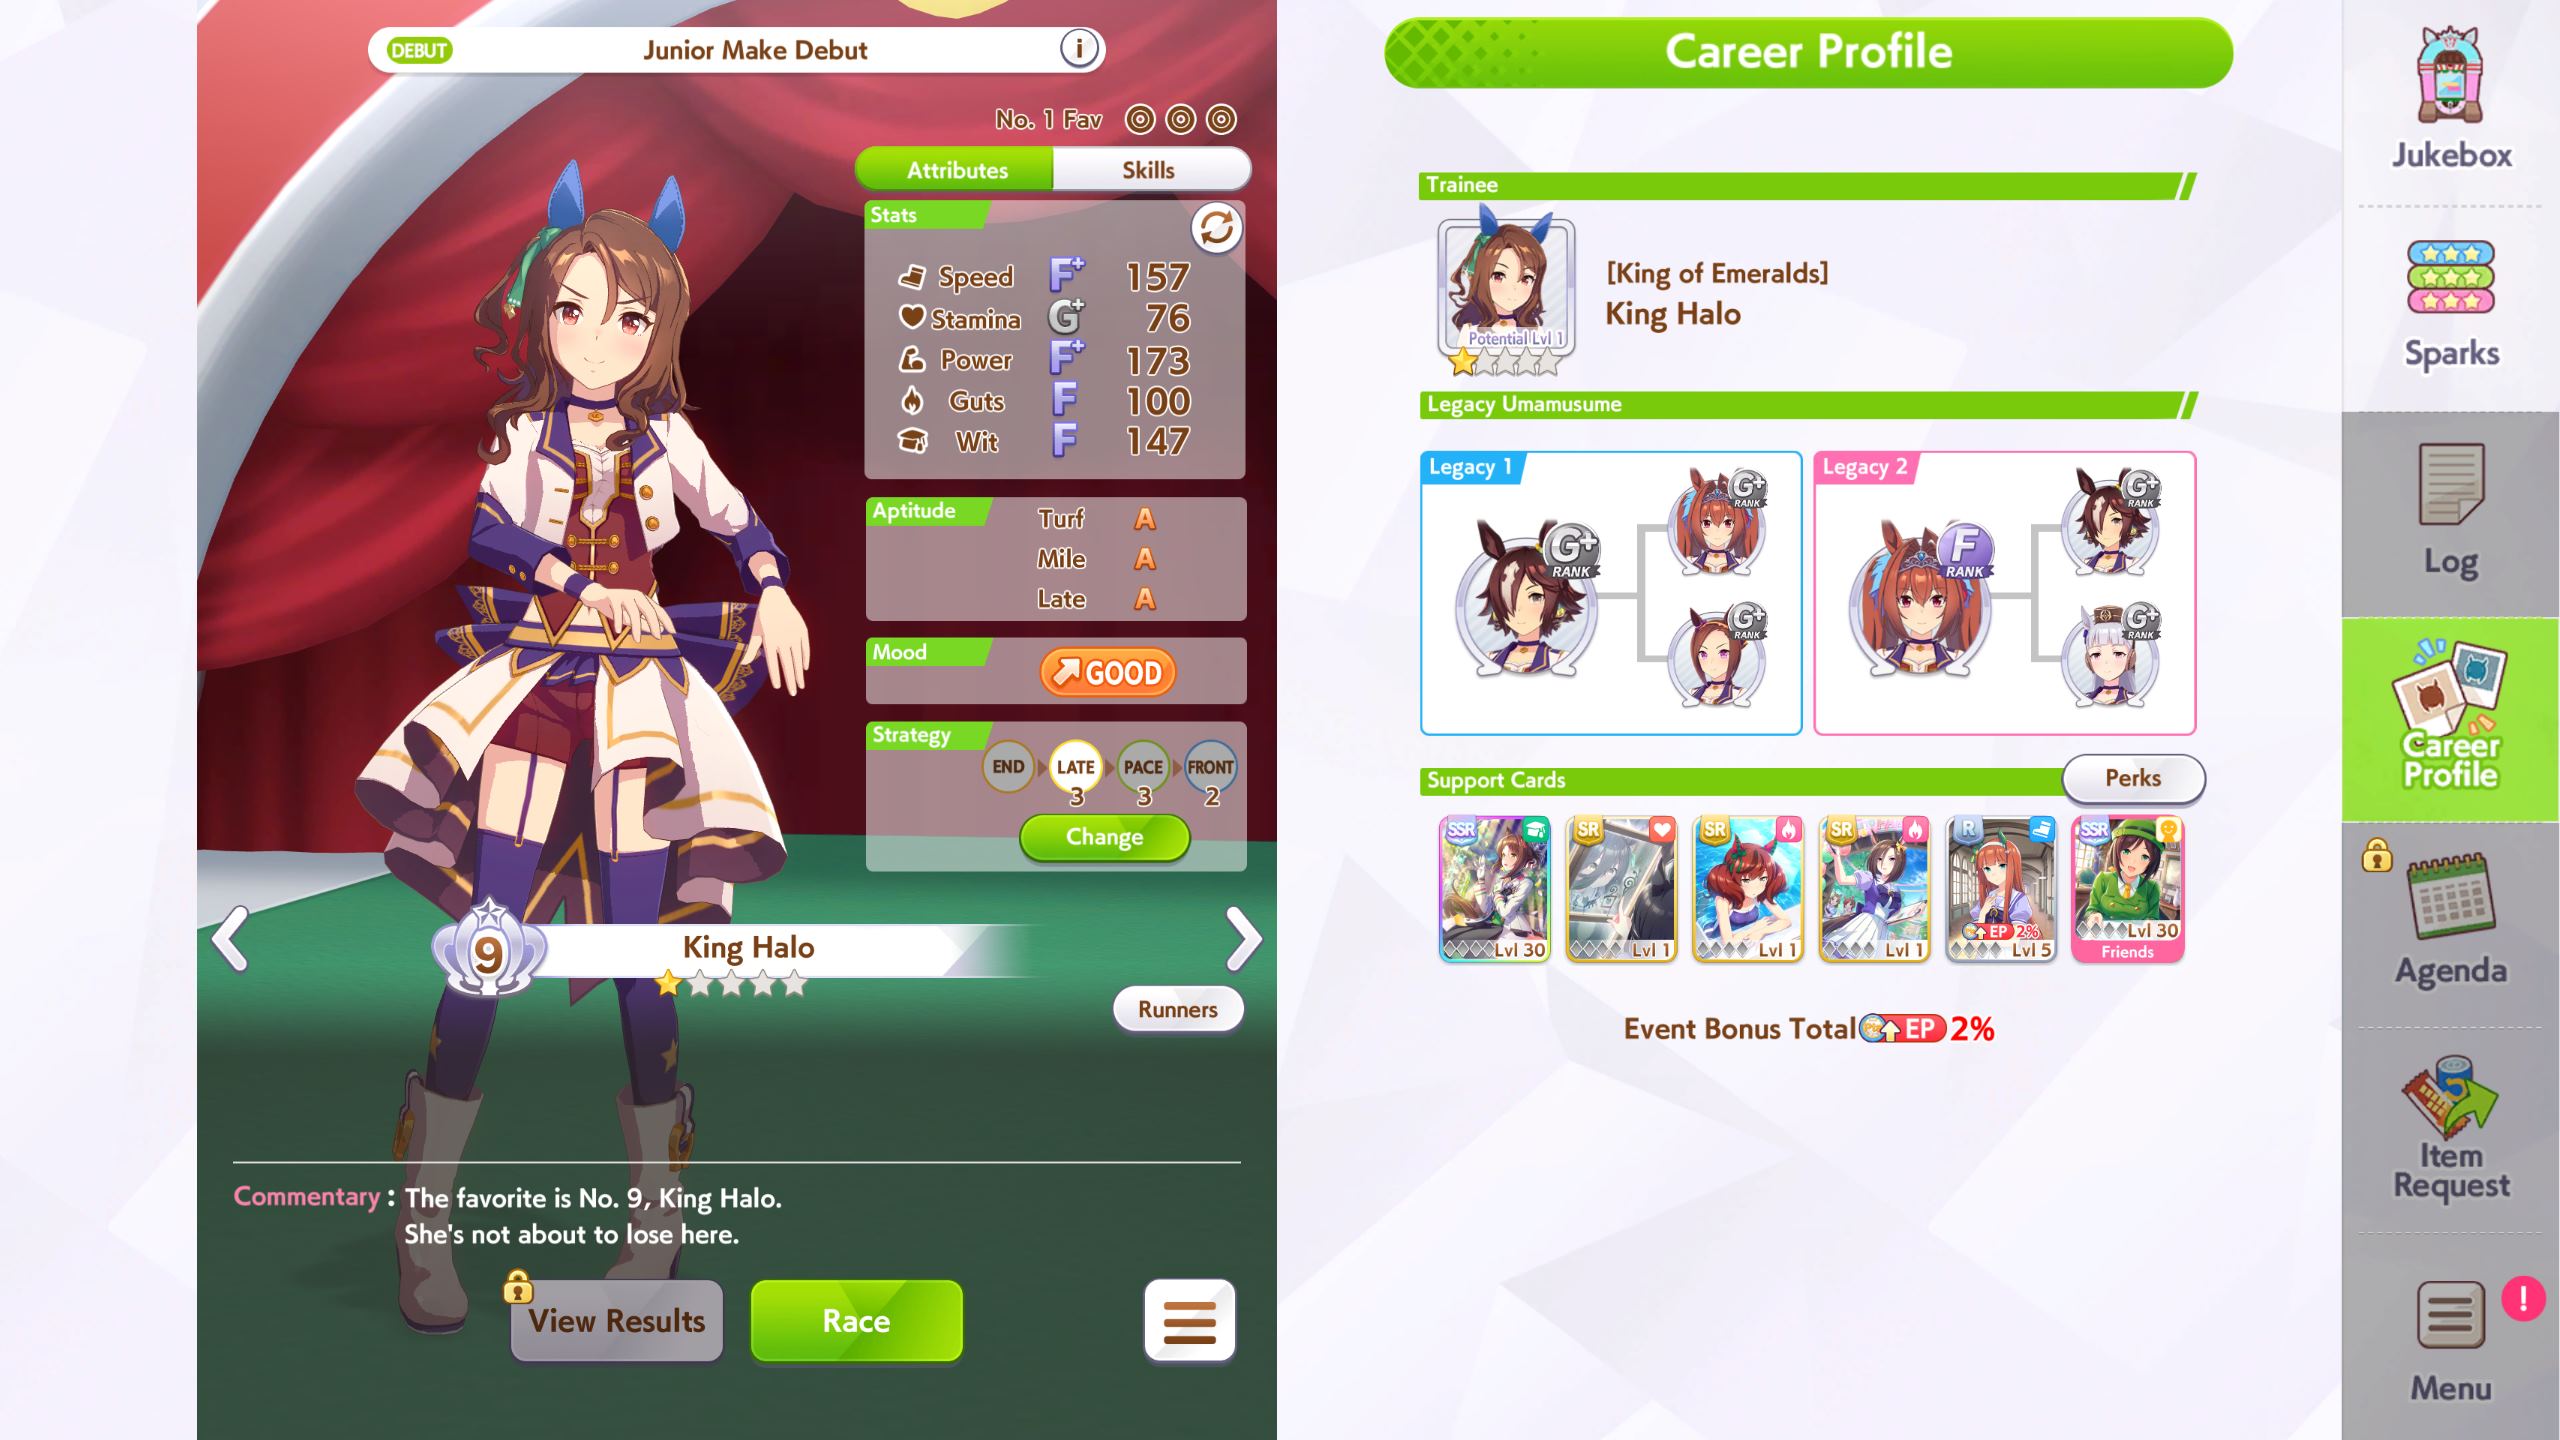 DEBUT Junior Make Debut i
No. 1 Fav
Attributes Skills
Stats
Speed F+ 157
Stamina G+ 76
Power F+ 173
Guts F 100
Wit F 147
Aptitude
Turf A
Mile A
Late A
Mood GOOD
Strategy
END LATE PACE FRONT
3 3 2
Change
9 King Halo
Runners
Commentary : The favorite is No. 9, King Halo.
She's not about to lose here.
View Results Race
Career Profile
Trainee
Potential Lvl 1
[King of Emeralds]
King Halo
Legacy Umamusume
Legacy 1
G+ RANK
G+ RANK
G+ RANK
Legacy 2
F RANK
G+ RANK
G+ RANK
Support Cards Perks
SSR SR SR SR R SSR
EP 2%
Lvl 30 Lvl 1 Lvl 1 Lvl 1 Lvl 5 Lvl 30
Friends
Event Bonus Total EP 2%
Jukebox
Sparks
Log
Career
Profile
Agenda
Item
Request
!
Menu